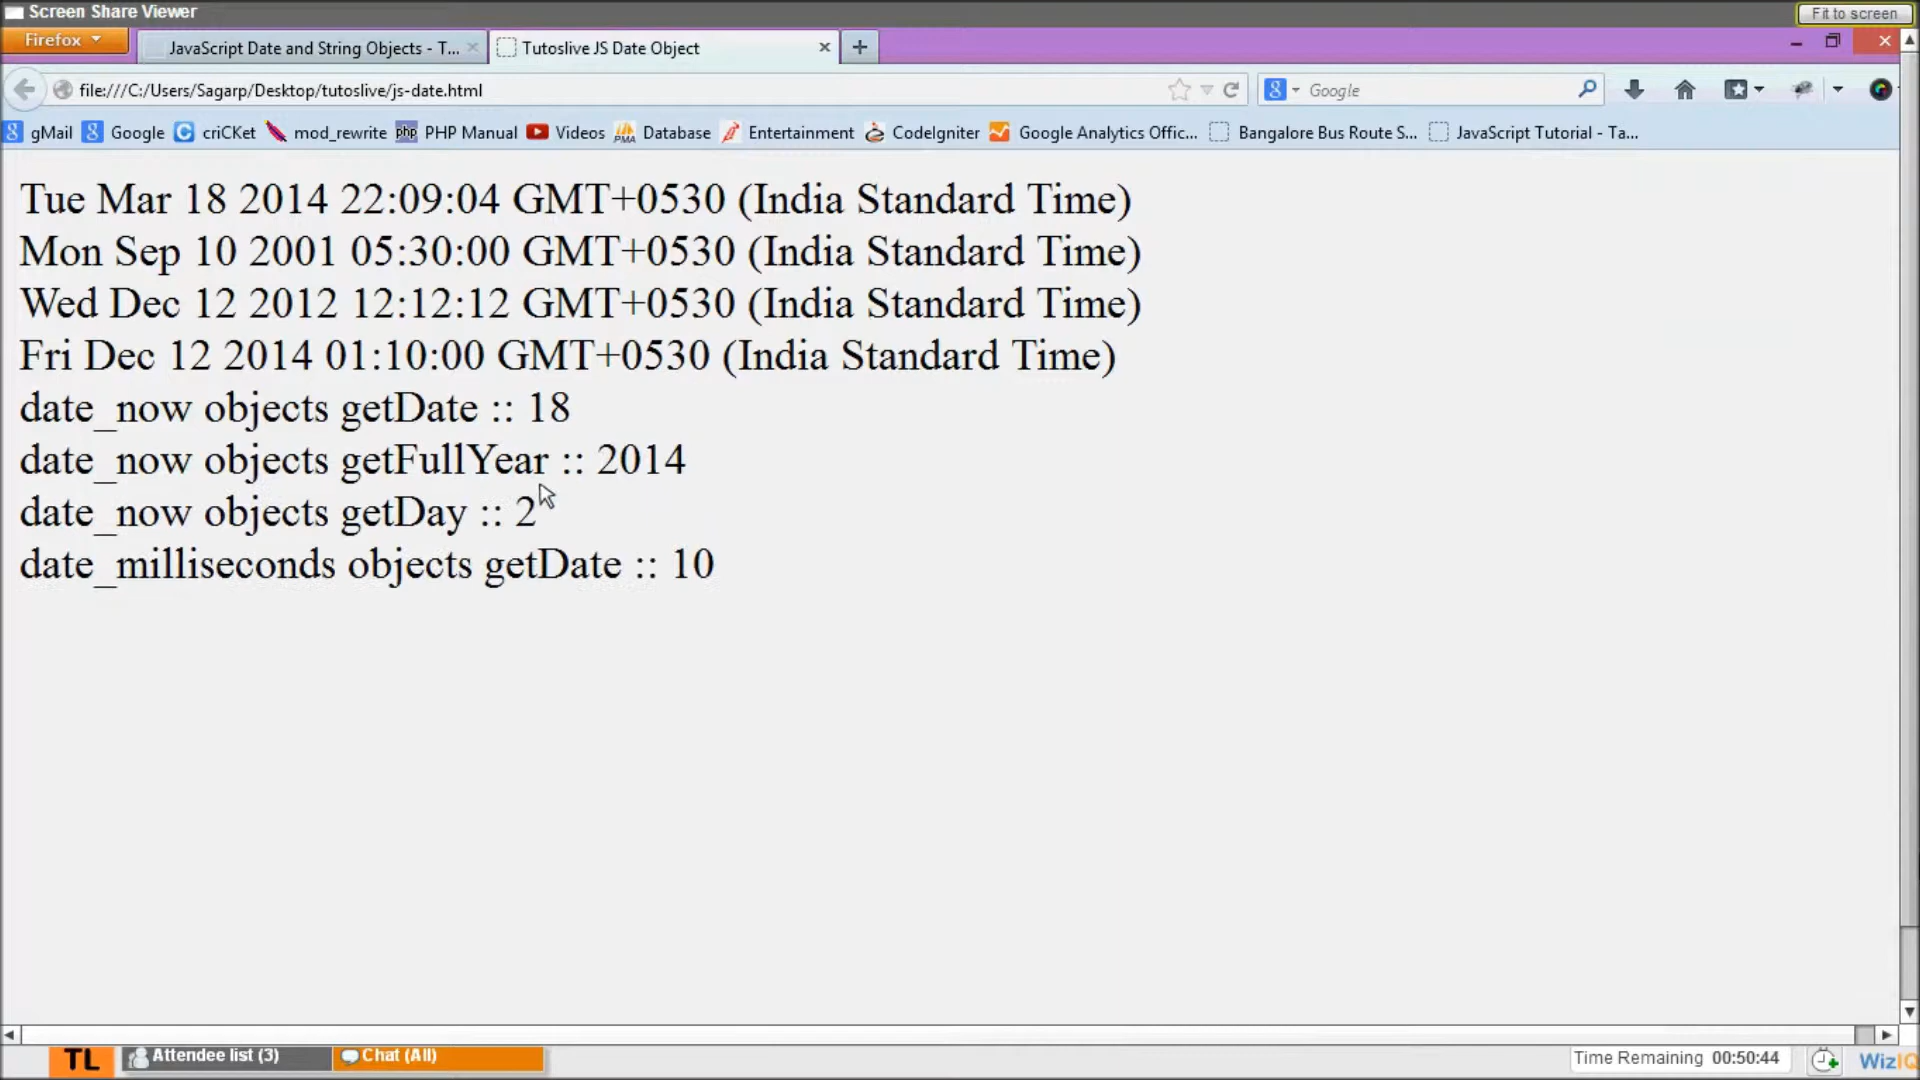 Screen Share Viewer
Fit to screen
Firefox
JavaScript Date and String Objects - T...
Tutoslive JS Date Object
file:///C:/Users/Sagarp/Desktop/tutoslive/js-date.html
Google
gMail
Google
criCKet
mod_rewrite
php PHP Manual
Videos
PMA Database
Entertainment
CodeIgniter
Google Analytics Offic...
Bangalore Bus Route S...
JavaScript Tutorial - Ta...
Tue Mar 18 2014 22:09:04 GMT+0530 (India Standard Time)
Mon Sep 10 2001 05:30:00 GMT+0530 (India Standard Time)
Wed Dec 12 2012 12:12:12 GMT+0530 (India Standard Time)
Fri Dec 12 2014 01:10:00 GMT+0530 (India Standard Time)
date_now objects getDate :: 18
date_now objects getFullYear :: 2014
date_now objects getDay :: 2
date_milliseconds objects getDate :: 10
TL
Attendee list (3)
Chat (All)
Time Remaining 00:50:44
WizIQ